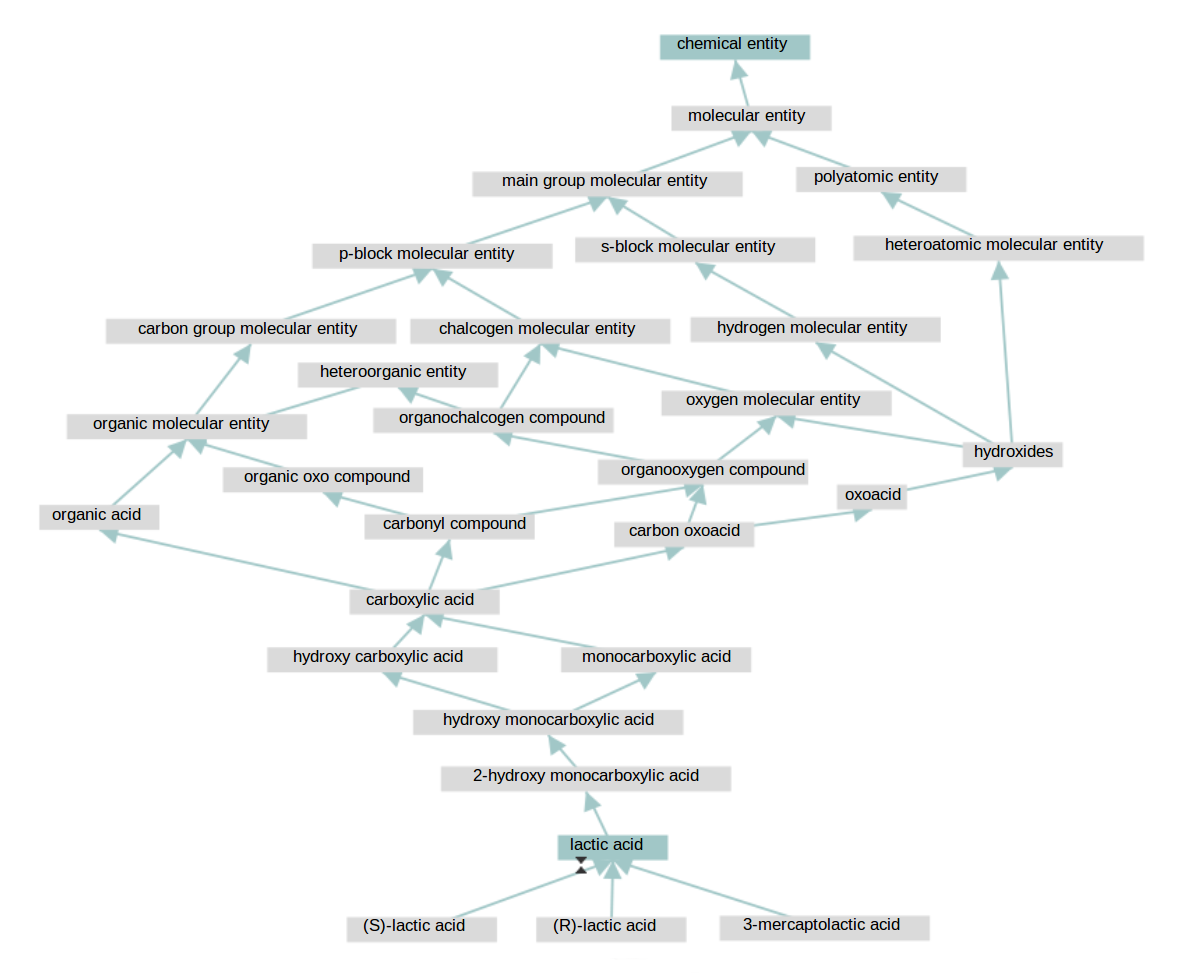 chemical entity
molecular entity
main group molecular entity
polyatomic entity
p-block molecular entity
s-block molecular entity
heteroatomic molecular entity
carbon group molecular entity
chalcogen molecular entity
hydrogen molecular entity
heteroorganic entity
organic molecular entity
organochalcogen compound
oxygen molecular entity
organic oxo compound
organooxygen compound
hydroxides
organic acid
carbonyl compound
carbon oxoacid
oxoacid
carboxylic acid
hydroxy carboxylic acid
monocarboxylic acid
hydroxy monocarboxylic acid
2-hydroxy monocarboxylic acid
lactic acid
(S)-lactic acid
(R)-lactic acid
3-mercaptolactic acid